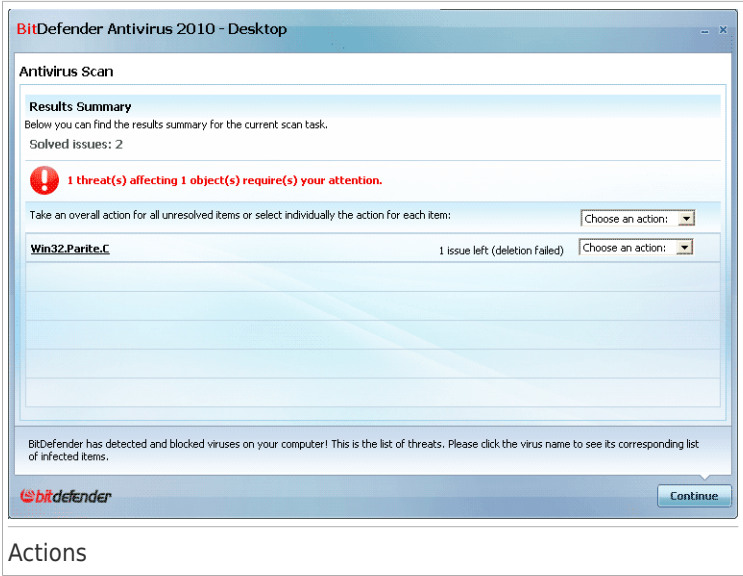 BitDefender Antivirus 2010 - Desktop
Antivirus Scan
Results Summary
Below you can find the results summary for the current scan task.
Solved issues: 2
1 threat(s) affecting 1 object(s) require(s) your attention.
Take an overall action for all unresolved items or select individually the action for each item:
Choose an action:
Win32.Parite.C
1 issue left (deletion failed)
Choose an action:
BitDefender has detected and blocked viruses on your computer! This is the list of threats. Please click the virus name to see its corresponding list
of infected items.
bitdefender
Continue
Actions